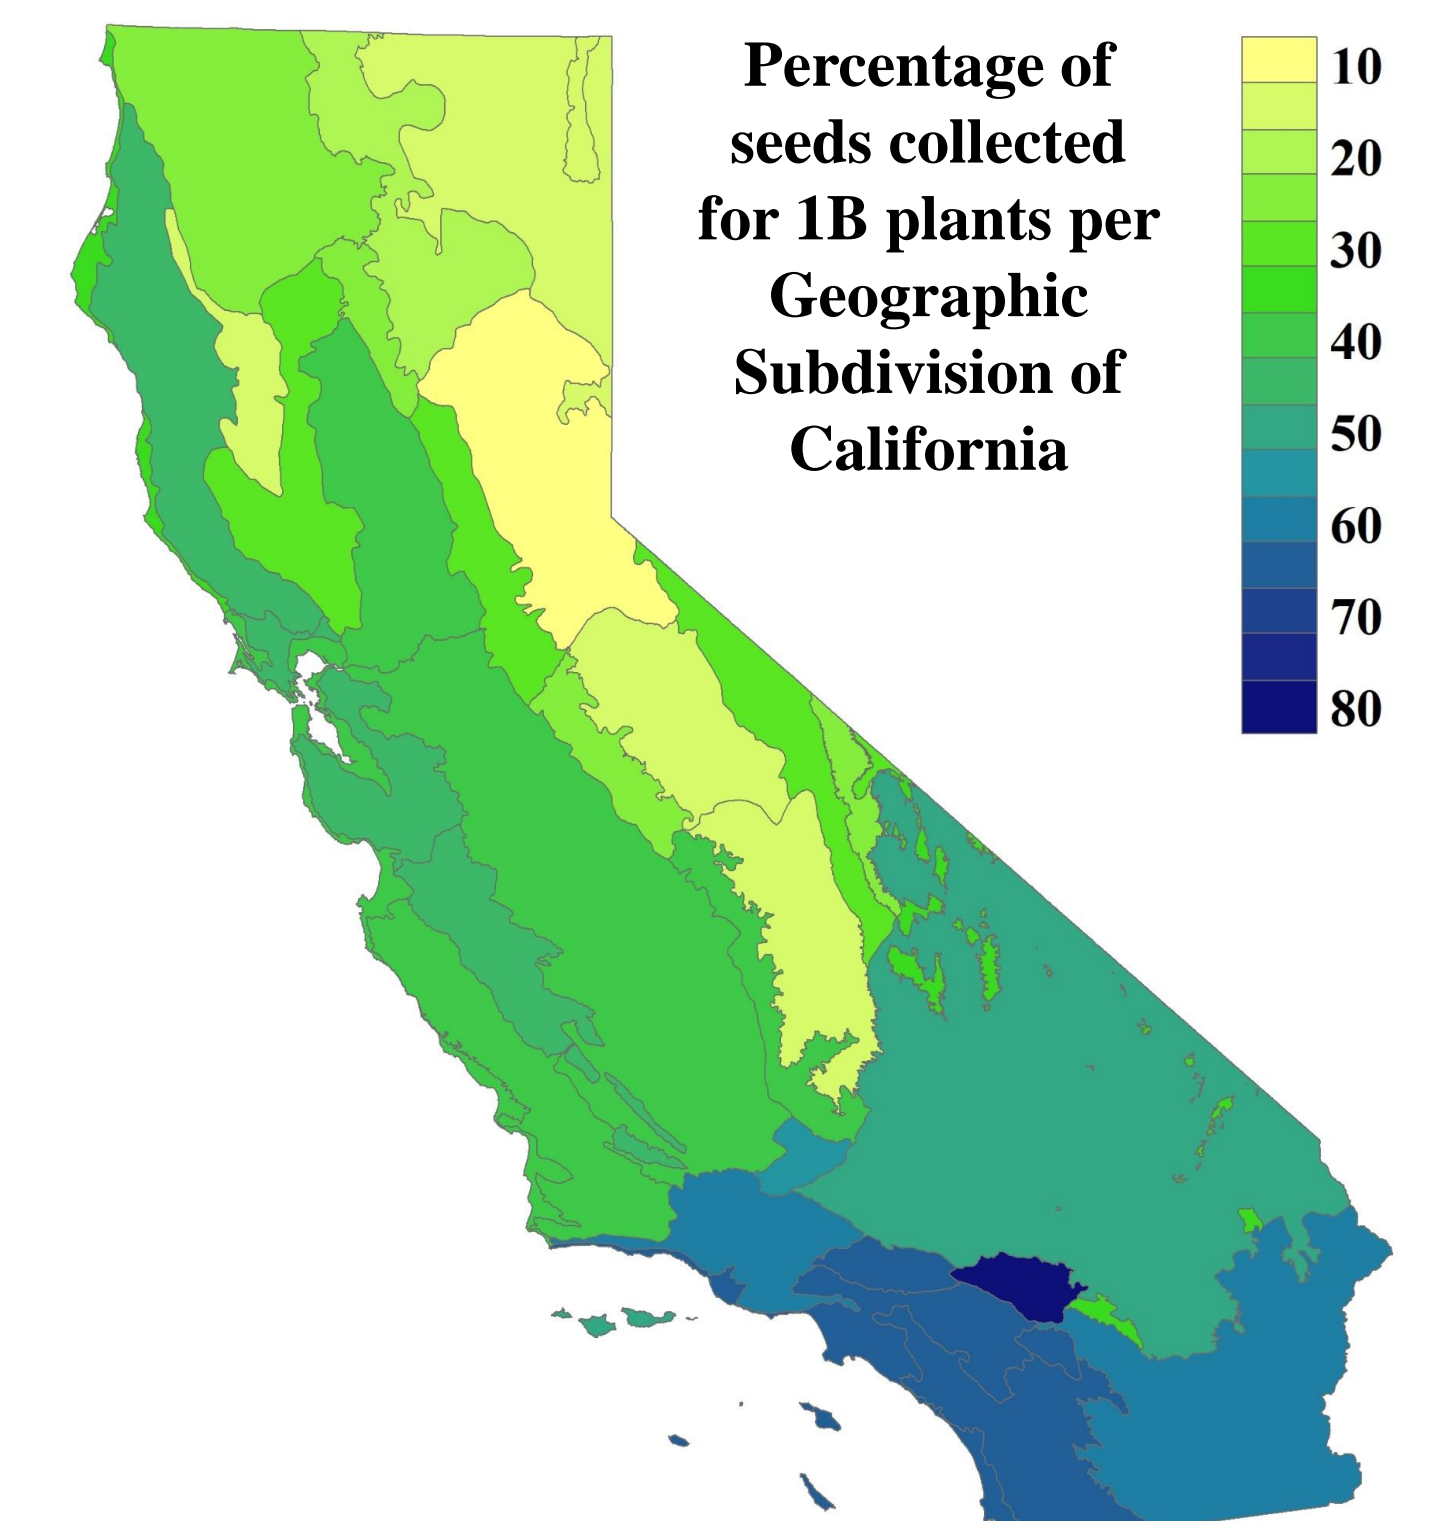 Percentage of
seeds collected
for 1B plants per
Geographic
Subdivision of
California
10
20
30
40
50
60
70
80